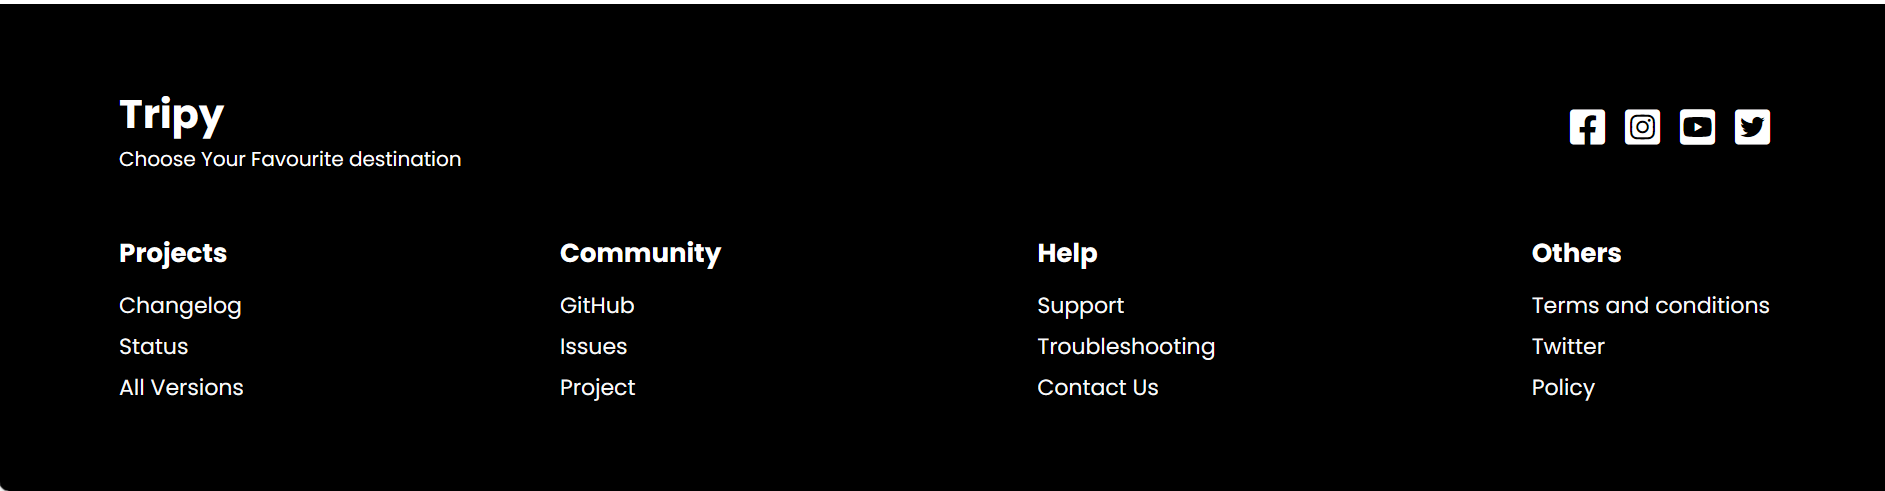 Tripy
Choose Your Favourite destination
Projects
Changelog
Status
All Versions
Community
GitHub
Issues
Project
Help
Support
Troubleshooting
Contact Us
Others
Terms and conditions
Twitter
Policy